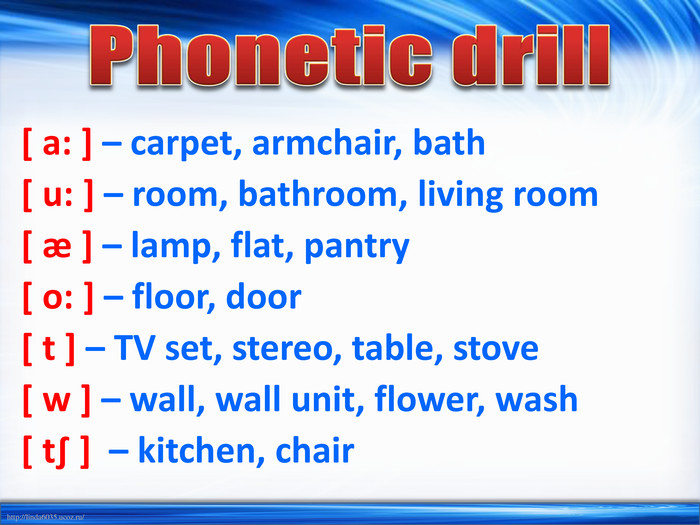 Phonetic drill
[ a: ] – carpet, armchair, bath
[ u: ] – room, bathroom, living room
[ æ ] – lamp, flat, pantry
[ o: ] – floor, door
[ t ] – TV set, stereo, table, stove
[ w ] – wall, wall unit, flower, wash
[ tʃ ] – kitchen, chair
http://linda6035.ucoz.ru/